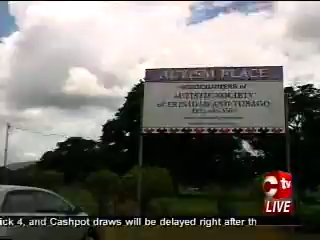 AUTISM PLACE
HEADQUARTERS OF
AUTISTIC SOCIETY
OF TRINIDAD AND TOBAGO
C tv
LIVE
ick 4, and Cashpot draws will be delayed right after th